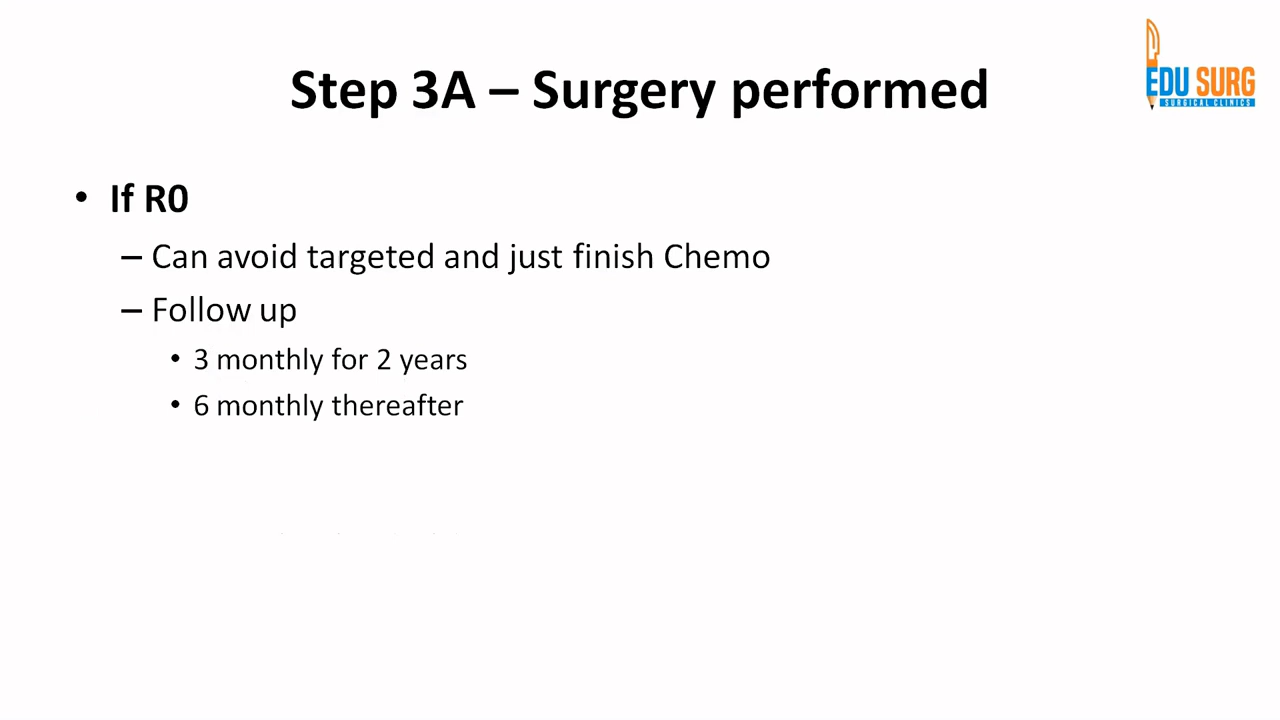 Step 3A – Surgery performed
EDU SURG
SURGICAL CLINICS
• If R0
– Can avoid targeted and just finish Chemo
– Follow up
• 3 monthly for 2 years
• 6 monthly thereafter